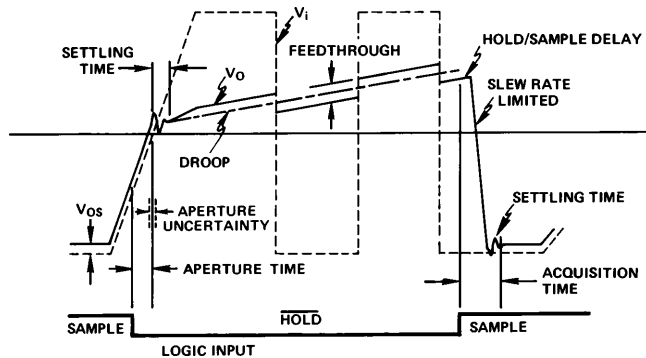 Vi
SETTLING
TIME
VO
FEEDTHROUGH
HOLD/SAMPLE DELAY
SLEW RATE
LIMITED
DROOP
VOS
APERTURE
UNCERTAINTY
SETTLING TIME
APERTURE TIME
ACQUISITION
TIME
SAMPLE
HOLD
SAMPLE
LOGIC INPUT